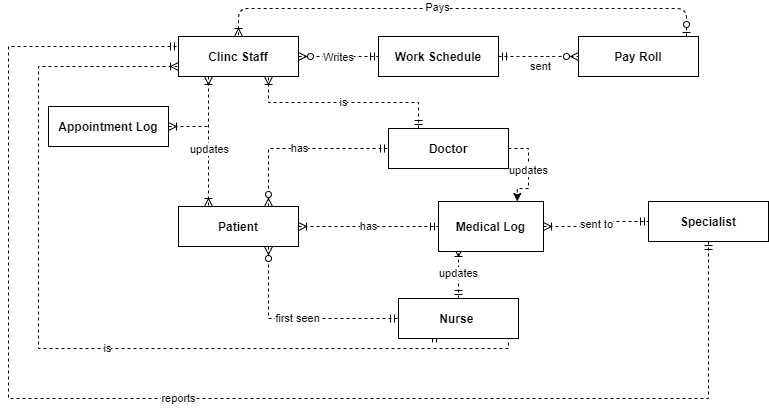 Pays
Clinc Staff
Writes
Work Schedule
sent
Pay Roll
is
Appointment Log
updates
has
Doctor
updates
Patient
has
Medical Log
sent to
Specialist
updates
first seen
Nurse
is
reports